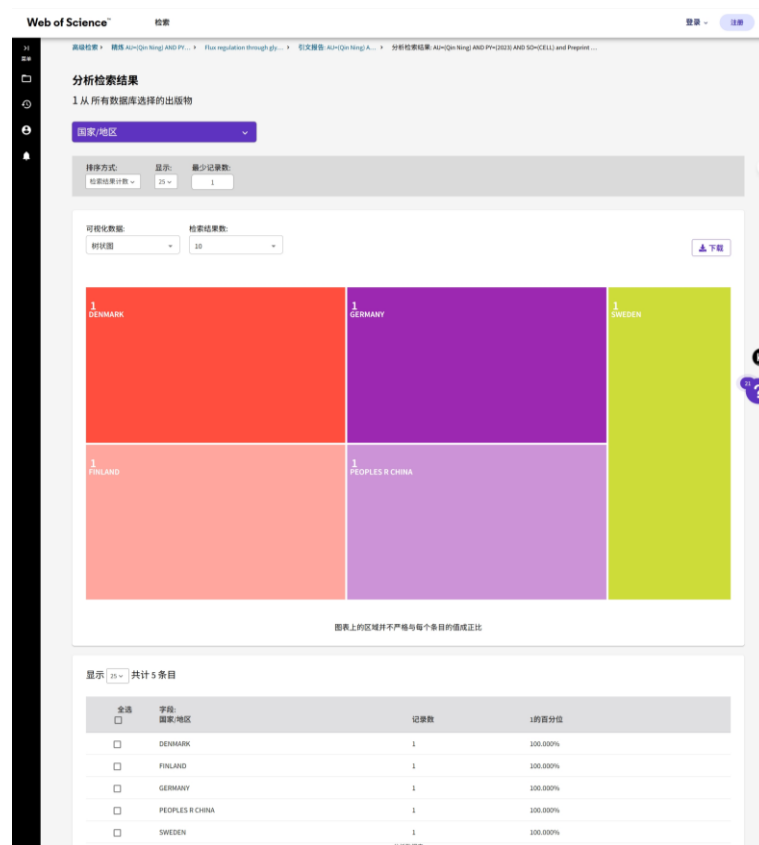 Web of Science™
检索
登录
注册
菜单
高级检索 > 精炼 AU=(Qin Ning) AND PY... > Flux regulation through gly... > 引文报告: AU=(Qin Ning) A... > 分析检索结果: AU=(Qin Ning) AND PY=(2023) AND SO=(CELL) and Preprint ...
分析检索结果
1 从 所有数据库选择的出版物
国家/地区
排序方式: 显示: 最少记录数:
检索结果计数 25 1
可视化数据: 检索结果数:
树状图 10
下载
1
DENMARK
1
GERMANY
1
SWEDEN
21
1
FINLAND
1
PEOPLES R CHINA
图表上的区域并不严格与每个条目的值成正比
显示 25 共计 5 条目
全选 字段:
国家/地区 记录数 1的百分位
DENMARK 1 100.000%
FINLAND 1 100.000%
GERMANY 1 100.000%
PEOPLES R CHINA 1 100.000%
SWEDEN 1 100.000%